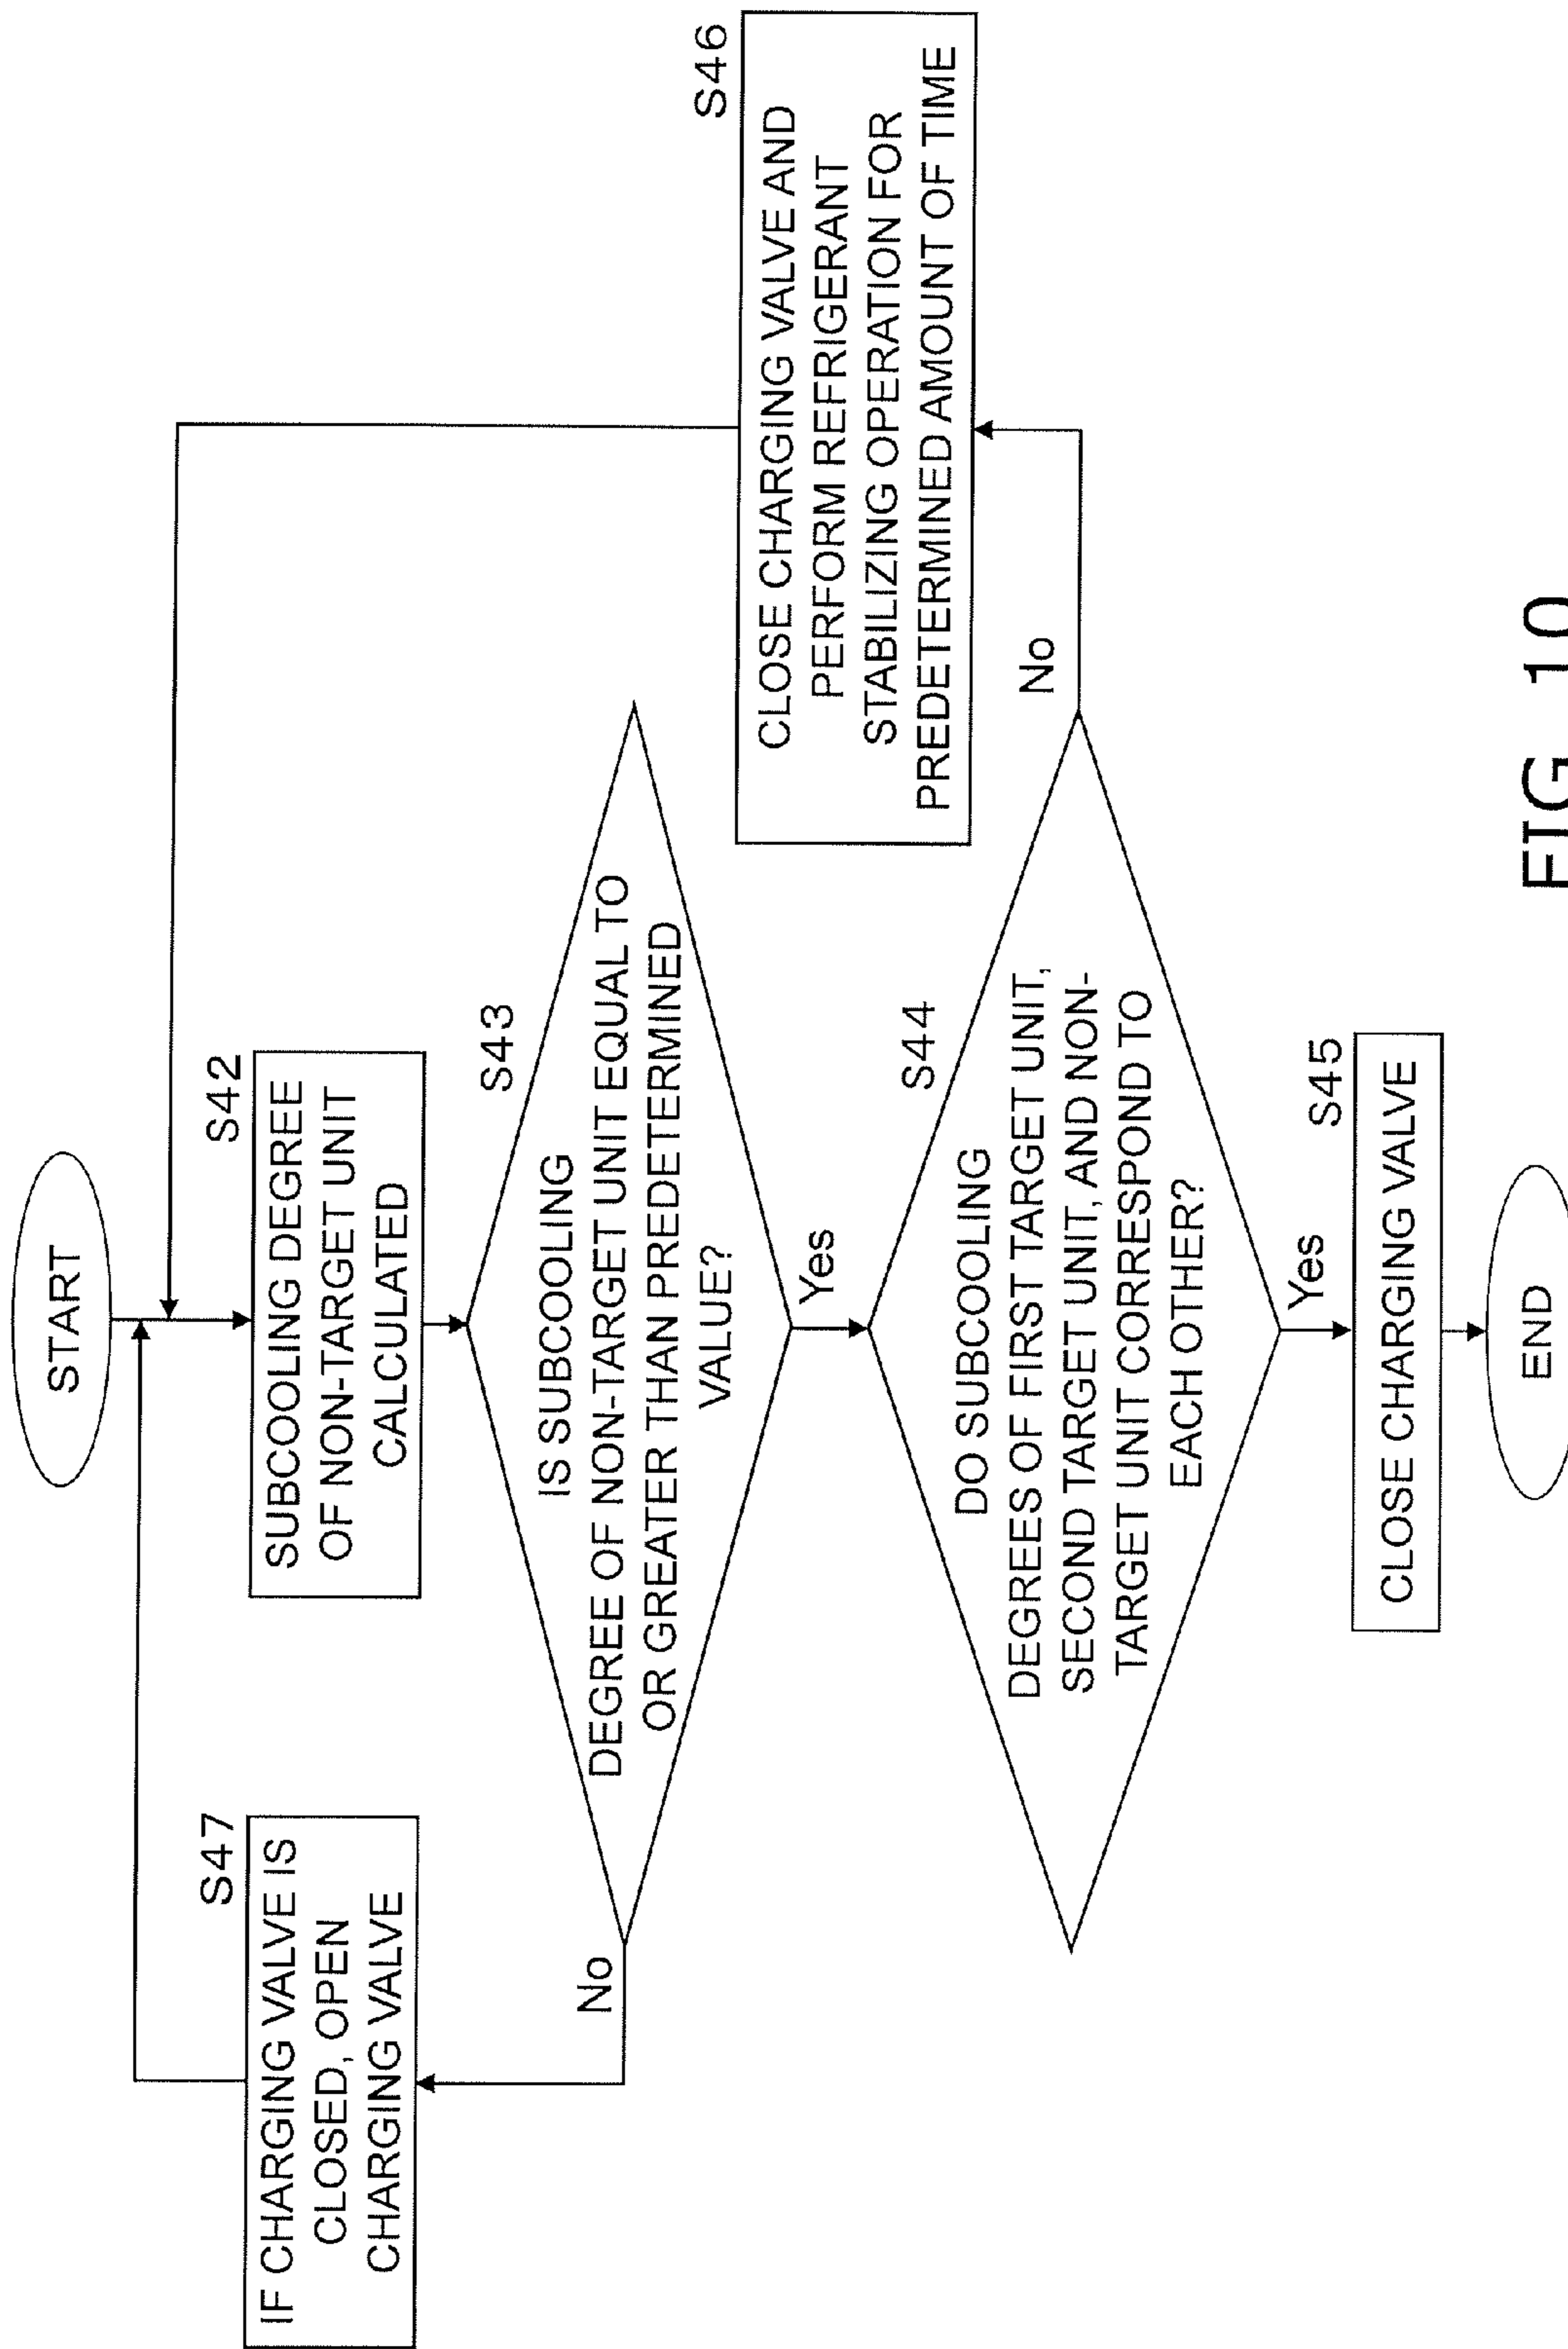 START
S42
SUBCOOLING DEGREE
OF NON-TARGET UNIT
CALCULATED
S47
IF CHARGING VALVE IS
CLOSED, OPEN
CHARGING VALVE
S43
IS SUBCOOLING
DEGREE OF NON-TARGET UNIT EQUAL TO
OR GREATER THAN PREDETERMINED
VALUE?
No
Yes
S46
CLOSE CHARGING VALVE AND
PERFORM REFRIGERANT
STABILIZING OPERATION FOR
PREDETERMINED AMOUNT OF TIME
S44
DO SUBCOOLING
DEGREES OF FIRST TARGET UNIT,
SECOND TARGET UNIT, AND NON-
TARGET UNIT CORRESPOND TO
EACH OTHER?
No
Yes
S45
CLOSE CHARGING VALVE
END
FIG 10